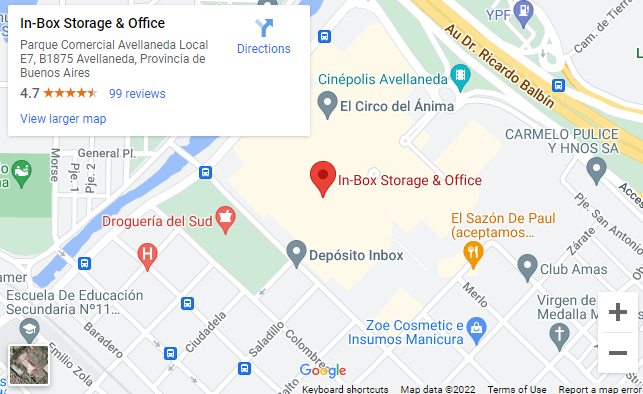 In-Box Storage & Office
Parque Comercial Avellaneda Local
E7, B1875 Avellaneda, Provincia de
Buenos Aires
4.7
99 reviews
View larger map
Directions
YPF
Au Dr. Ricardo Balbín
Cam. de Tierra
Cinépolis Avellaneda
El Circo del Ánima
CARMELO PULICE
Y HNOS SA
Morse
Pje. 1
Pje. 2
General Pl.
In-Box Storage & Office
Acces
Pje. San Antonio
Droguería del Sud
El Sazón De Paul
(aceptamos...
Zárate
Depósito Inbox
H
Club Amas
amer
Escuela De Educación
Secundaria Nº11...
Merlo
Virgen de
Medalla M
Baradero
Ciudadela
Saladillo
Colombres
Zoe Cosmetic e
Insumos Manicura
Emilio Zola
Salto
+
−
Google
Keyboard shortcuts
Map data ©2022
Terms of Use
Report a map error